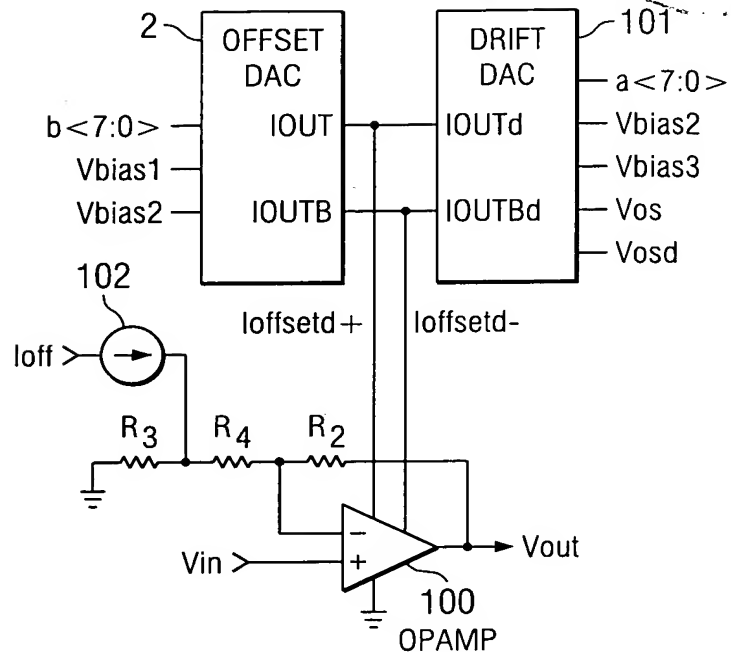 2
OFFSET
DAC
b<7:0>
Vbias1
Vbias2
IOUT
IOUTB
101
DRIFT
DAC
IOUTd
IOUTBd
a<7:0>
Vbias2
Vbias3
Vos
Vosd
102
Ioffsetd+
Ioffsetd-
Ioff
R3
R4
R2
−
+
Vin
Vout
100
OPAMP